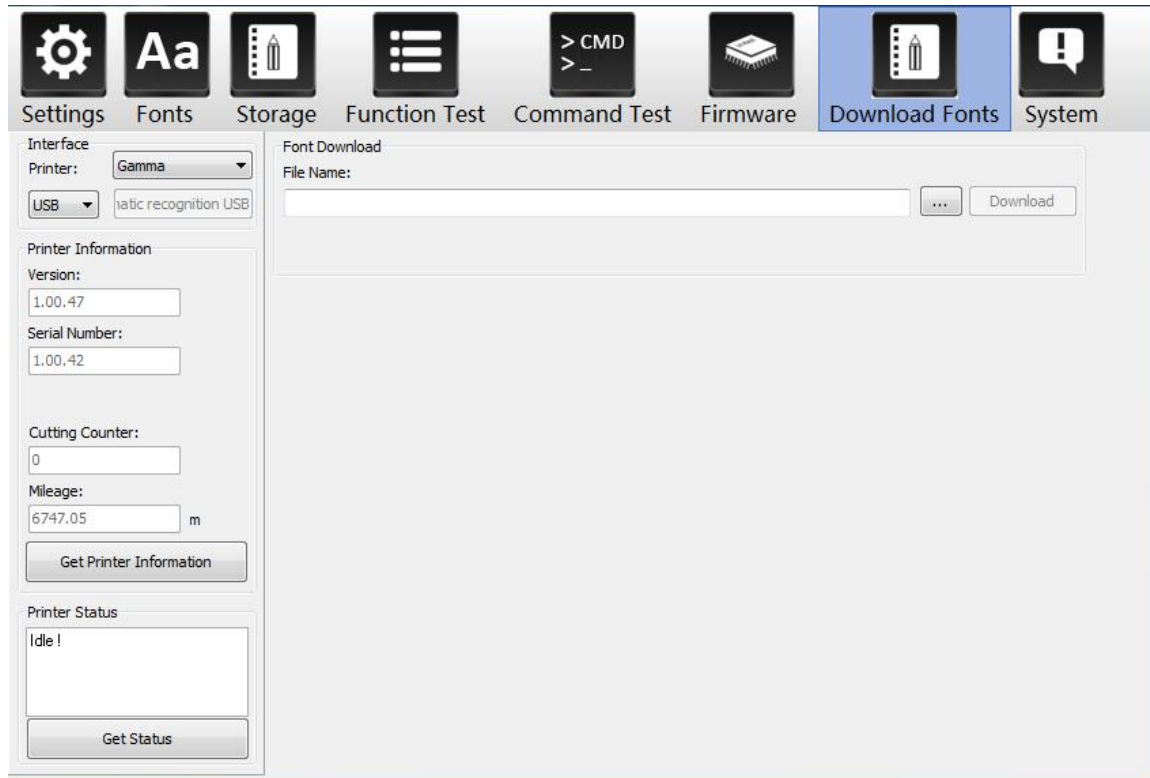 > CMD
> _
Aa
Settings Fonts Storage Function Test Command Test Firmware Download Fonts System
Interface
Printer: Gamma
USB natic recognition USB
Printer Information
Version:
1.00.47
Serial Number:
1.00.42
Cutting Counter:
0
Mileage:
6747.05 m
Get Printer Information
Printer Status
Idle !
Get Status
Font Download
File Name:
... Download